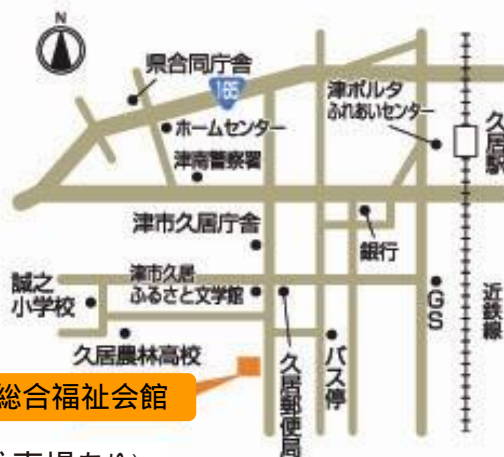 N
県合同庁舎
165
ホームセンター
津南警察署
津ポルタ
ふれあいセンター
久居駅
津市久居庁舎
銀行
誠之
小学校
津市久居
ふるさと文学館
GS
近鉄線
久居農林高校
久居郵便局
バス停
総合福祉会館